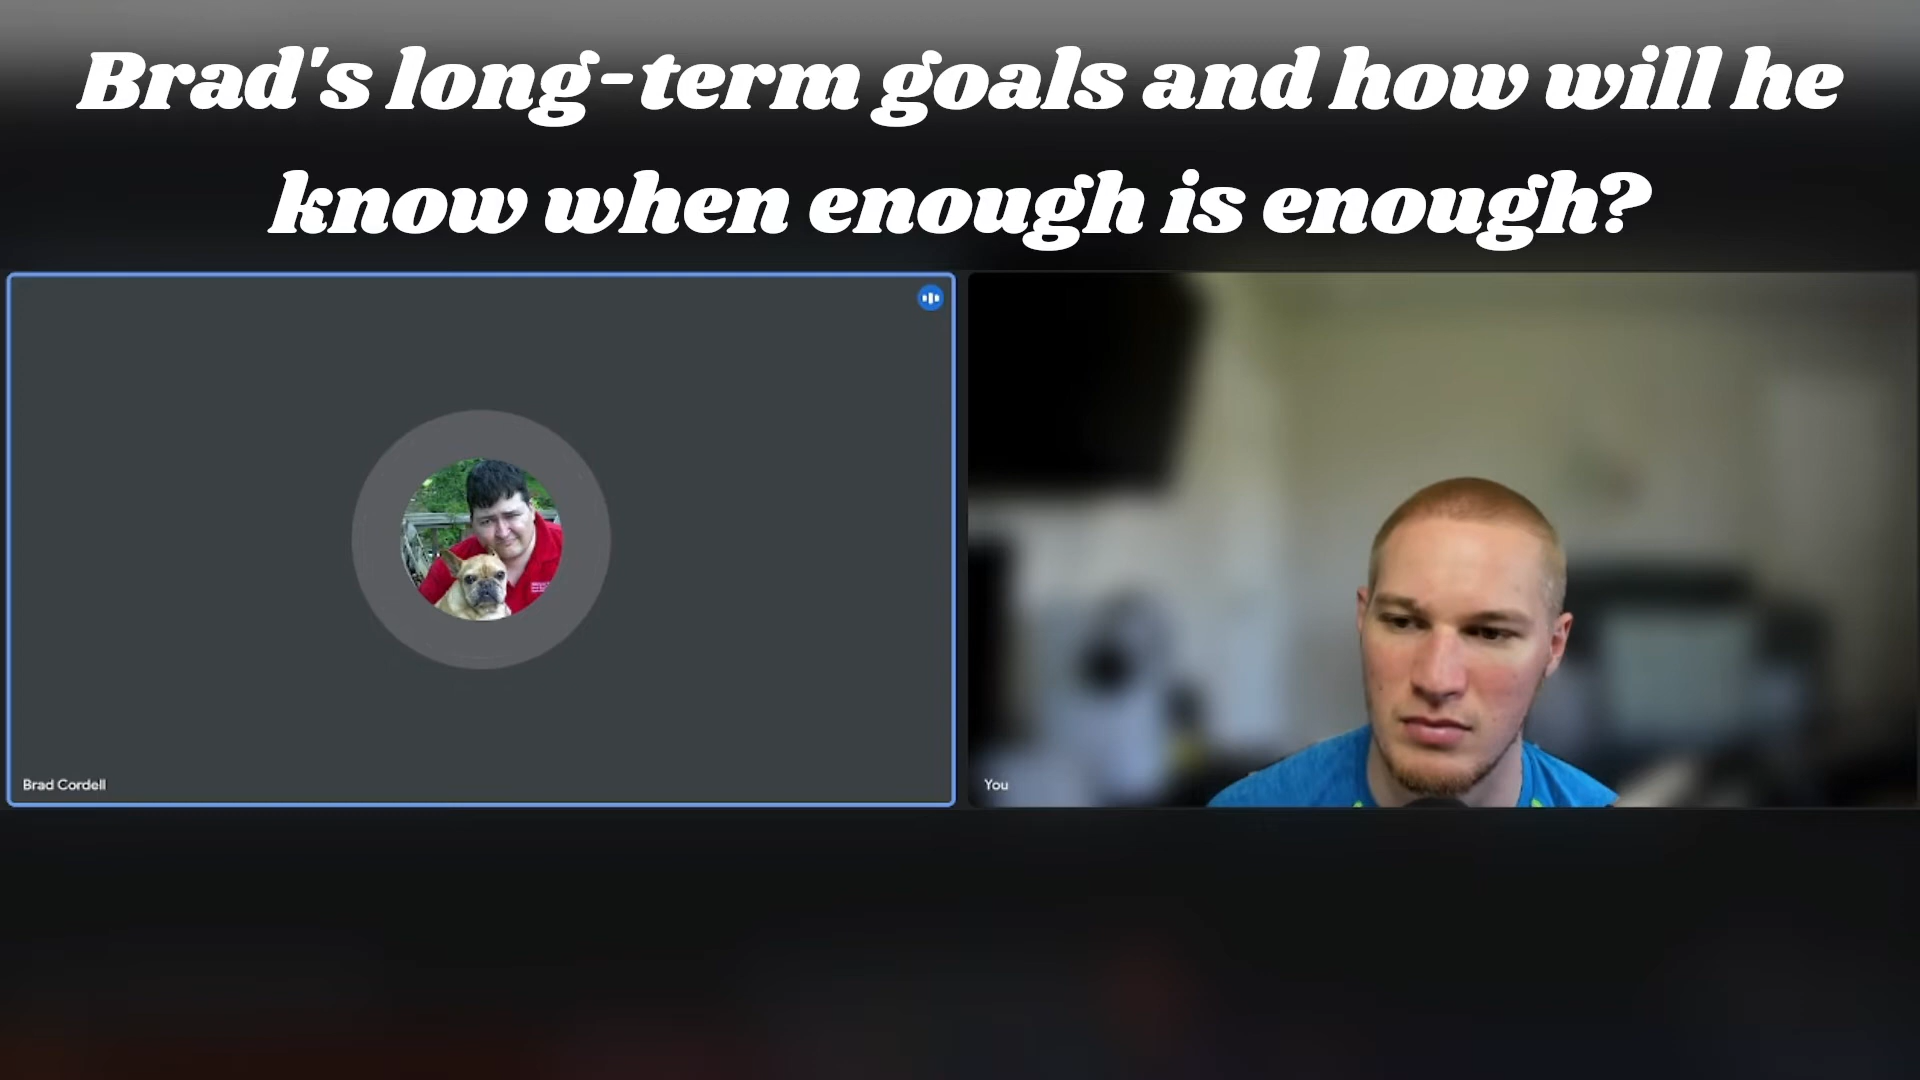 Brad's long-term goals and how will he
know when enough is enough?
Brad Cordell
You